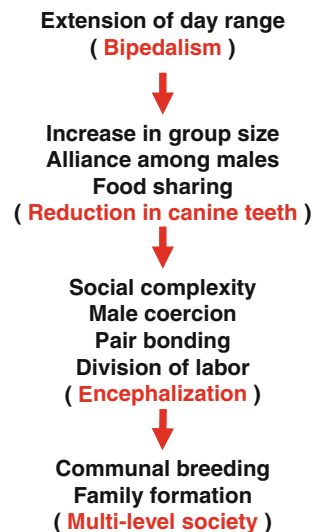 Extension of day range
( Bipedalism )
Increase in group size
Alliance among males
Food sharing
( Reduction in canine teeth )
Social complexity
Male coercion
Pair bonding
Division of labor
( Encephalization )
Communal breeding
Family formation
( Multi-level society )